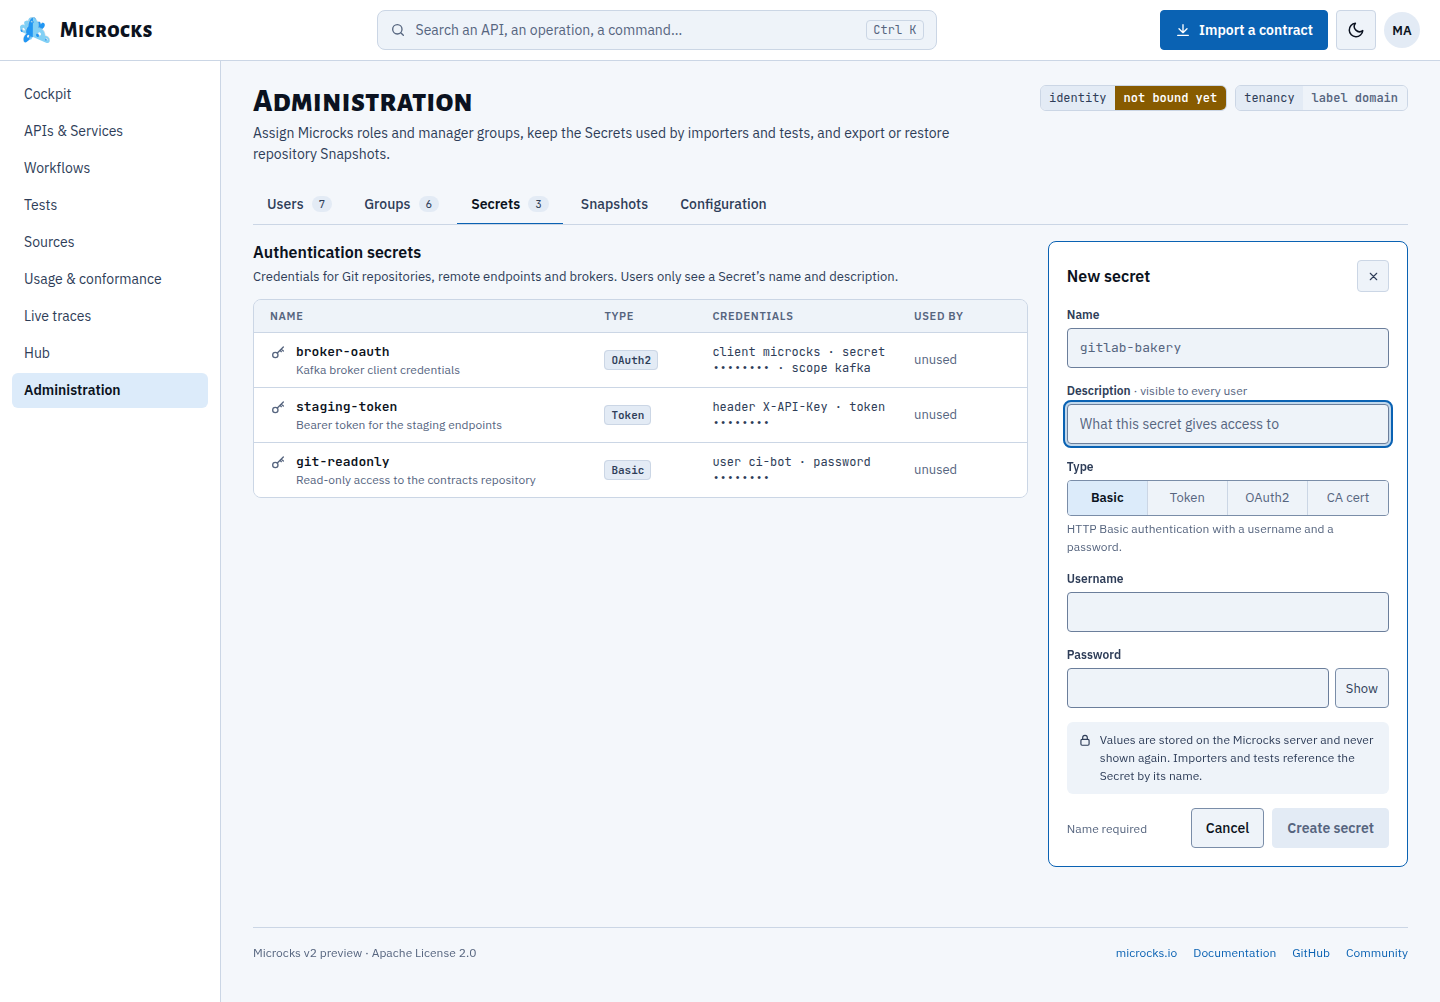 Microcks
Search an API, an operation, a command...
Ctrl K
Import a contract
MA
Cockpit
APIs & Services
Workflows
Tests
Sources
Usage & conformance
Live traces
Hub
Administration
Administration
identity not bound yet
tenancy label domain
Assign Microcks roles and manager groups, keep the Secrets used by importers and tests, and export or restore
repository Snapshots.
Users 7
Groups 6
Secrets 3
Snapshots
Configuration
Authentication secrets
Credentials for Git repositories, remote endpoints and brokers. Users only see a Secret’s name and description.
NAME TYPE CREDENTIALS USED BY
broker-oauth
Kafka broker client credentials
OAuth2
client microcks · secret
•••••••• · scope kafka
unused
staging-token
Bearer token for the staging endpoints
Token
header X-API-Key · token
••••••••
unused
git-readonly
Read-only access to the contracts repository
Basic
user ci-bot · password
••••••••
unused
New secret
Name
gitlab-bakery
Description · visible to every user
What this secret gives access to
Type
Basic Token OAuth2 CA cert
HTTP Basic authentication with a username and a
password.
Username
Password
Show
Values are stored on the Microcks server and never
shown again. Importers and tests reference the
Secret by its name.
Name required
Cancel
Create secret
Microcks v2 preview · Apache License 2.0
microcks.io Documentation GitHub Community